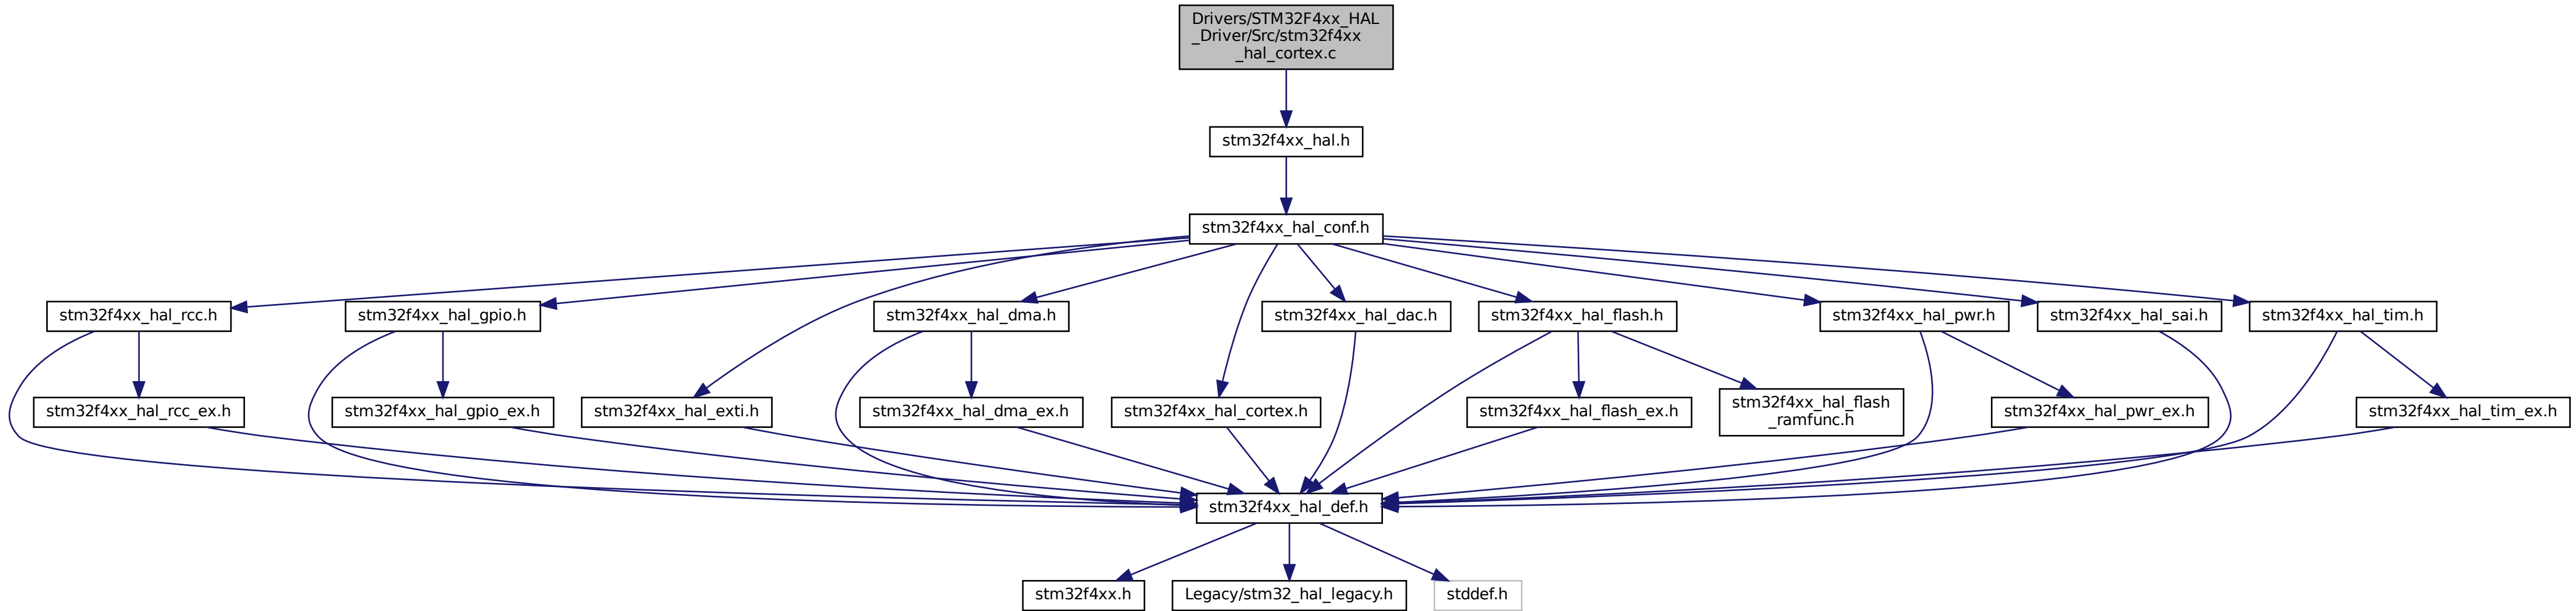 Drivers/STM32F4xx_HAL
_Driver/Src/stm32f4xx
_hal_cortex.c
stm32f4xx_hal.h
stm32f4xx_hal_conf.h
stm32f4xx_hal_rcc.h
stm32f4xx_hal_gpio.h
stm32f4xx_hal_dma.h
stm32f4xx_hal_dac.h
stm32f4xx_hal_flash.h
stm32f4xx_hal_pwr.h
stm32f4xx_hal_sai.h
stm32f4xx_hal_tim.h
stm32f4xx_hal_rcc_ex.h
stm32f4xx_hal_gpio_ex.h
stm32f4xx_hal_exti.h
stm32f4xx_hal_dma_ex.h
stm32f4xx_hal_cortex.h
stm32f4xx_hal_flash_ex.h
stm32f4xx_hal_flash
_ramfunc.h
stm32f4xx_hal_pwr_ex.h
stm32f4xx_hal_tim_ex.h
stm32f4xx_hal_def.h
stm32f4xx.h
Legacy/stm32_hal_legacy.h
stddef.h